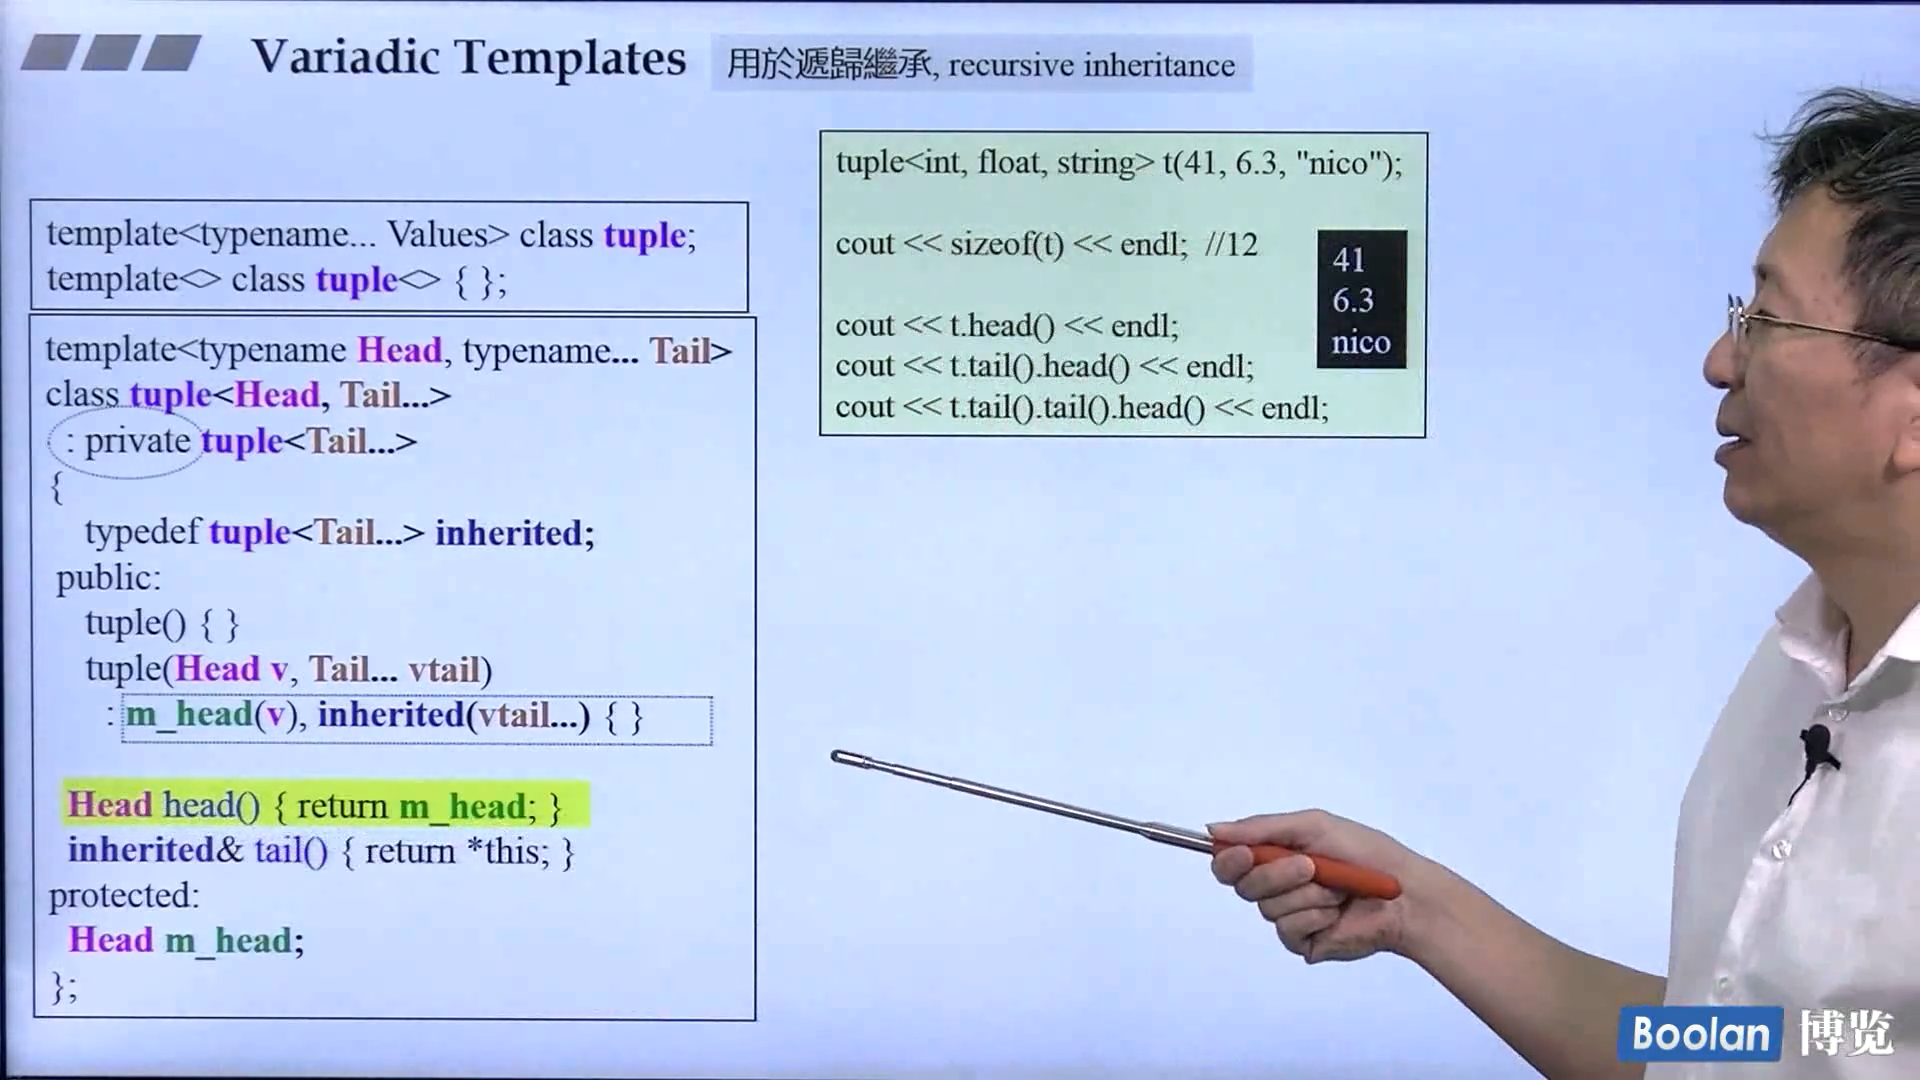 Variadic Templates
用於遞歸繼承, recursive inheritance
template<typename... Values> class tuple;
template<> class tuple<> { };
template<typename Head, typename... Tail>
class tuple<Head, Tail...>
: private tuple<Tail...>
{
typedef tuple<Tail...> inherited;
public:
tuple() { }
tuple(Head v, Tail... vtail)
: m_head(v), inherited(vtail...) { }
Head head() { return m_head; }
inherited& tail() { return *this; }
protected:
Head m_head;
};
tuple<int, float, string> t(41, 6.3, "nico");
cout << sizeof(t) << endl; //12
cout << t.head() << endl;
cout << t.tail().head() << endl;
cout << t.tail().tail().head() << endl;
41
6.3
nico
Boolan 博览